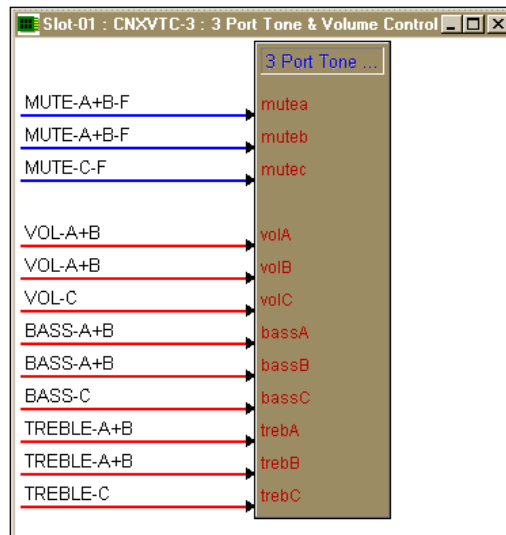 Slot-01 : CNXVTC-3 : 3 Port Tone & Volume Control
3 Port Tone ...
MUTE-A+B-F mutea
MUTE-A+B-F muteb
MUTE-C-F mutec
VOL-A+B volA
VOL-A+B volB
VOL-C volC
BASS-A+B bassA
BASS-A+B bassB
BASS-C bassC
TREBLE-A+B trebA
TREBLE-A+B trebB
TREBLE-C trebC